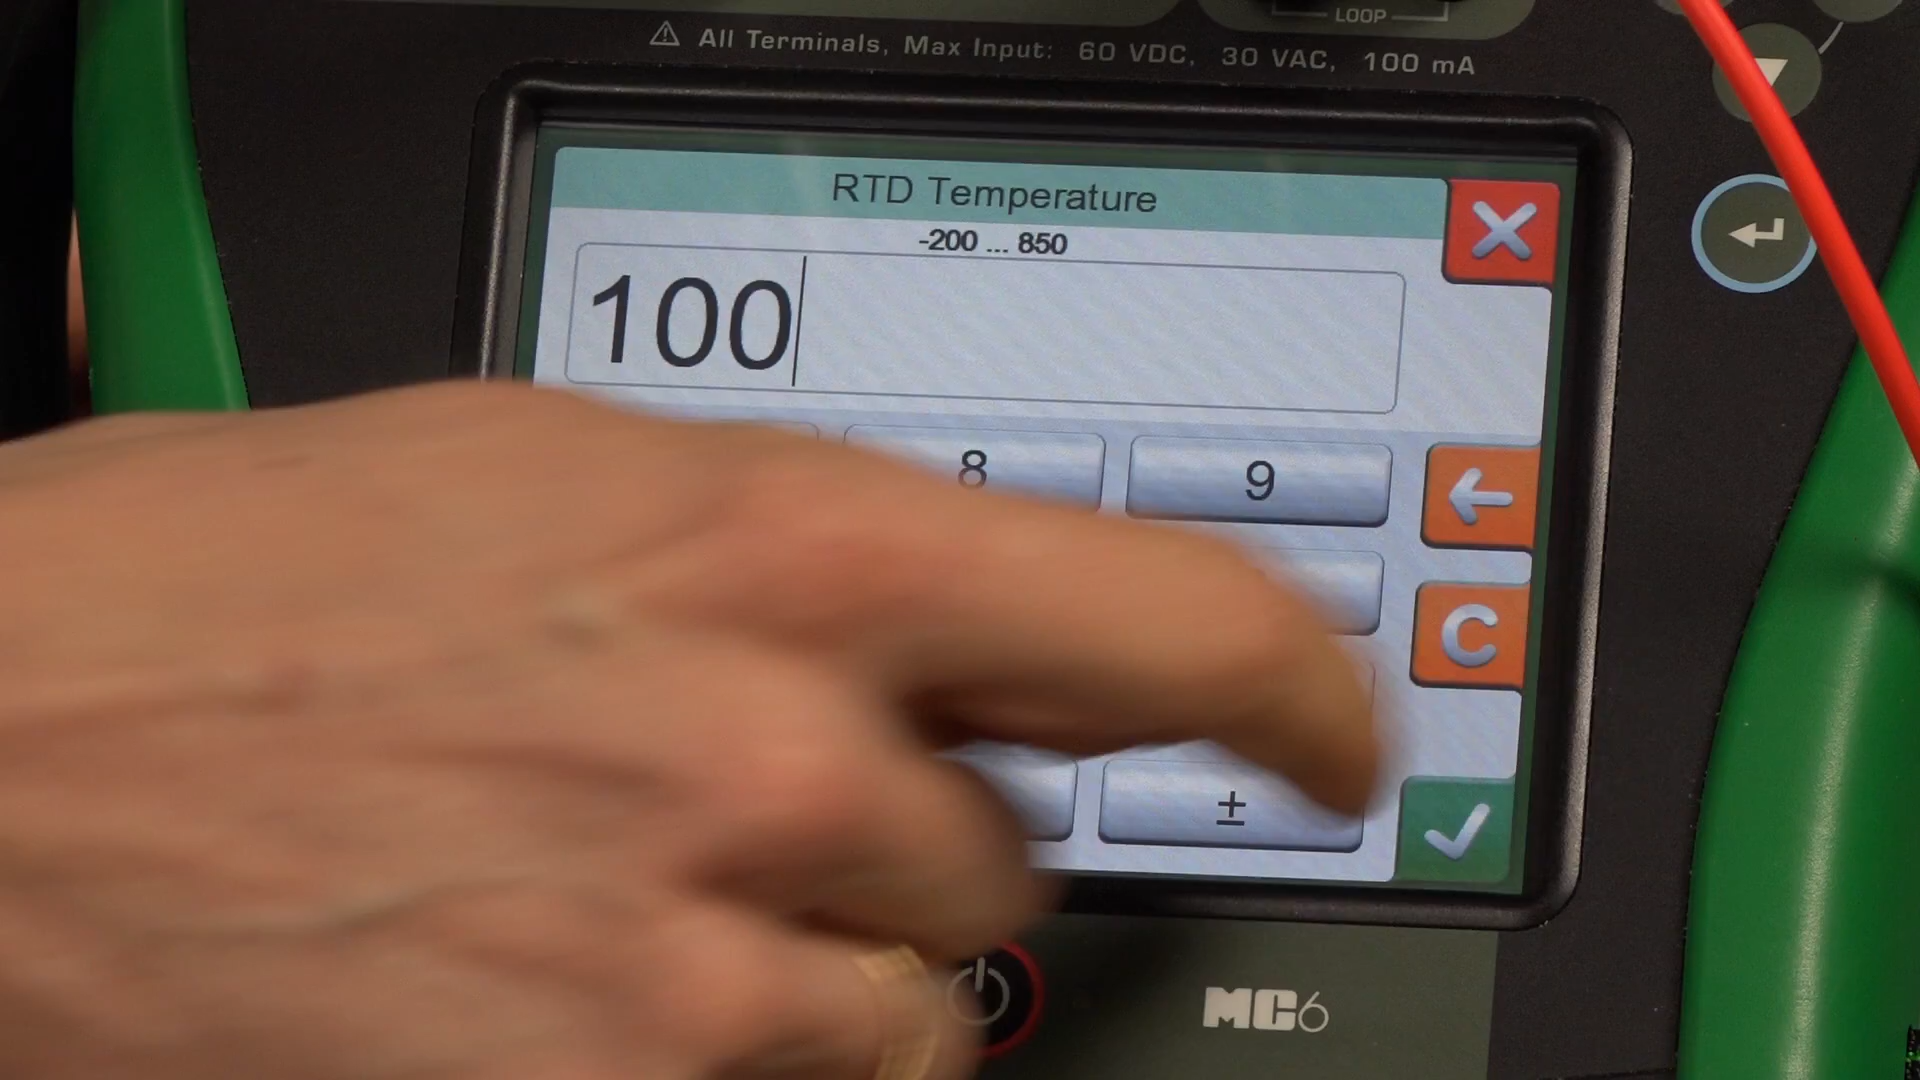 LOOP
All Terminals, Max Input: 60 VDC, 30 VAC, 100 mA
RTD Temperature
-200 ... 850
100
8
9
C
±
MC6